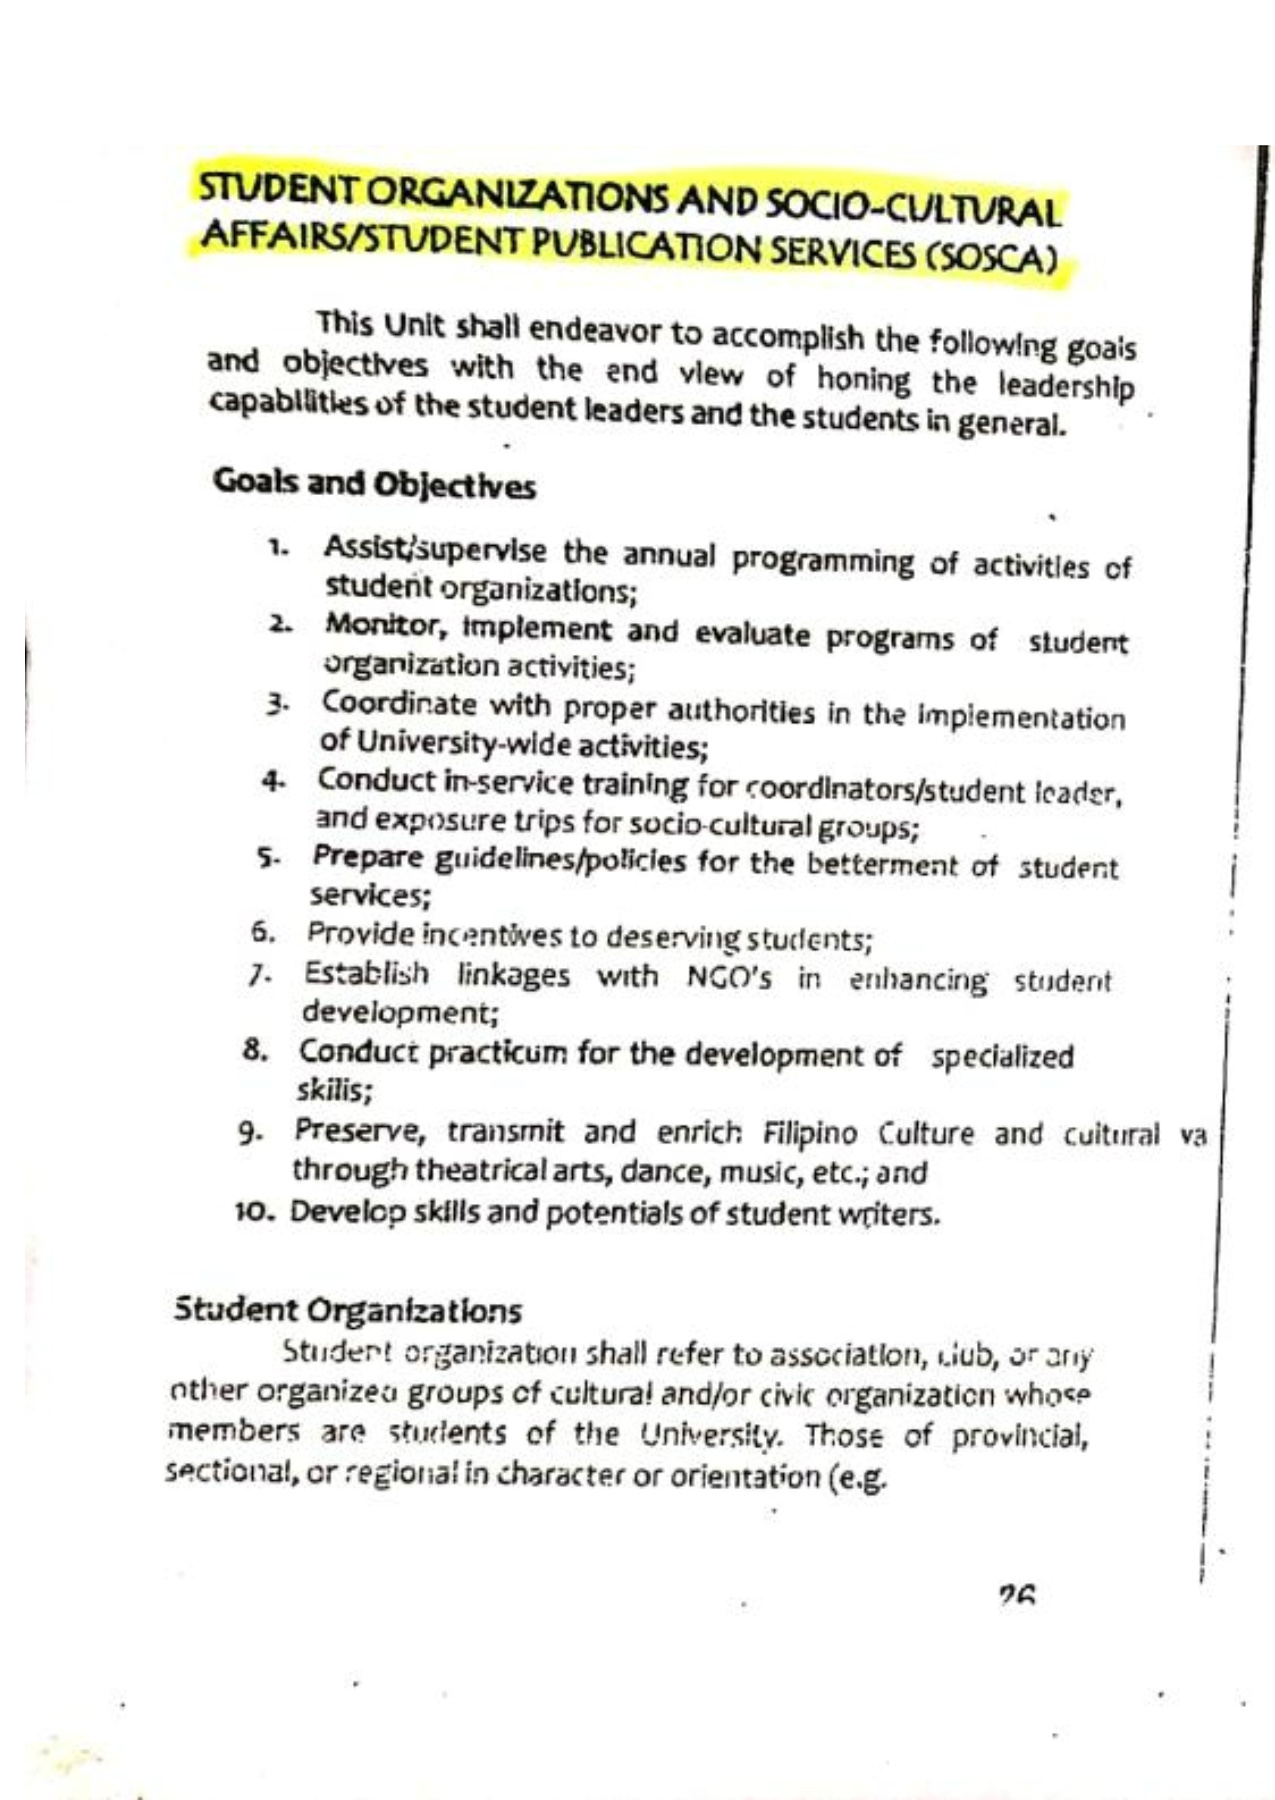 STUDENT ORGANIZATIONS AND SOCIO-CULTURAL
AFFAIRS/STUDENT PUBLICATION SERVICES (SOSCA)
This Unit shall endeavor to accomplish the following goals
and objectives with the end view of honing the leadership
capabilities of the student leaders and the students in general.
Goals and Objectives
1. Assist/supervise the annual programming of activities of
student organizations;
2. Monitor, implement and evaluate programs of student
organization activities;
3. Coordinate with proper authorities in the implementation
of University-wide activities;
4. Conduct in-service training for coordinators/student leader,
and exposure trips for socio-cultural groups;
5. Prepare guidelines/policies for the betterment of student
services;
6. Provide incentives to deserving students;
7. Establish linkages with NGO's in enhancing student
development;
8. Conduct practicum for the development of specialized
skills;
9. Preserve, transmit and enrich Filipino Culture and cultural va
through theatrical arts, dance, music, etc.; and
10. Develop skills and potentials of student writers.
Student Organizations
Student organization shall refer to association, club, or any
other organized groups of cultural and/or civic organization whose
members are students of the University. Those of provincial,
sectional, or regional in character or orientation (e.g.
26